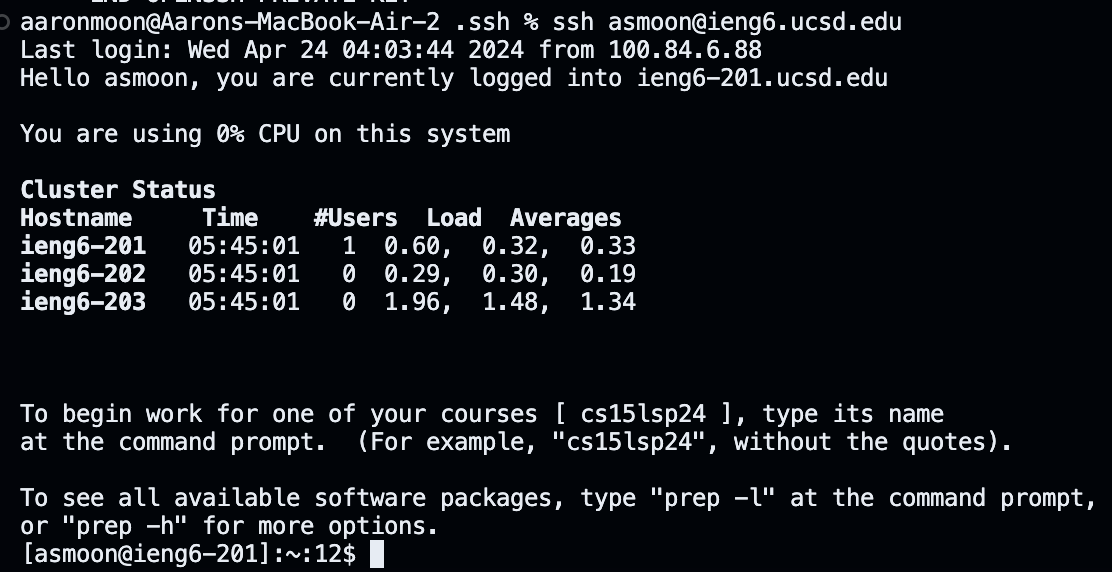 aaronmoon@Aarons-MacBook-Air-2 .ssh % ssh asmoon@ieng6.ucsd.edu
Last login: Wed Apr 24 04:03:44 2024 from 100.84.6.88
Hello asmoon, you are currently logged into ieng6-201.ucsd.edu
You are using 0% CPU on this system
Cluster Status
Hostname     Time    #Users  Load  Averages
ieng6-201   05:45:01   1  0.60,  0.32,  0.33
ieng6-202   05:45:01   0  0.29,  0.30,  0.19
ieng6-203   05:45:01   0  1.96,  1.48,  1.34
To begin work for one of your courses [ cs15lsp24 ], type its name
at the command prompt.  (For example, "cs15lsp24", without the quotes).
To see all available software packages, type "prep -l" at the command prompt,
or "prep -h" for more options.
[asmoon@ieng6-201]:~:12$